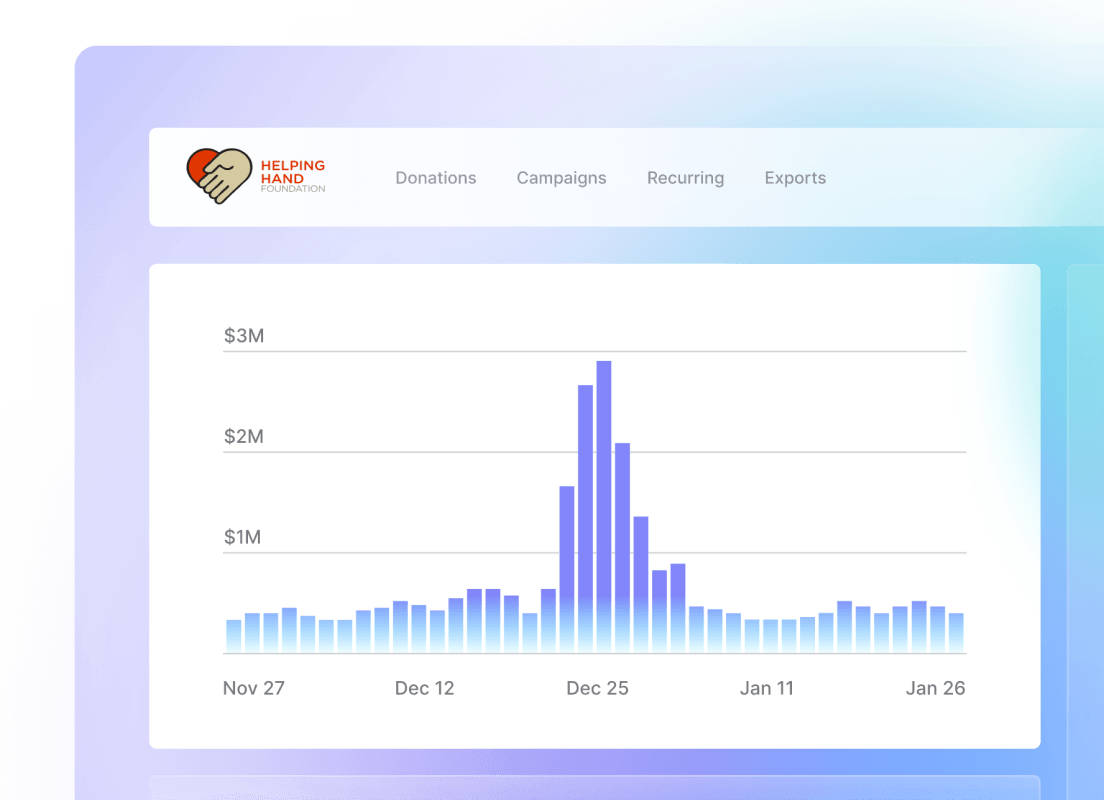 HELPING
HAND
FOUNDATION
Donations Campaigns Recurring Exports
$3M
$2M
$1M
Nov 27 Dec 12 Dec 25 Jan 11 Jan 26